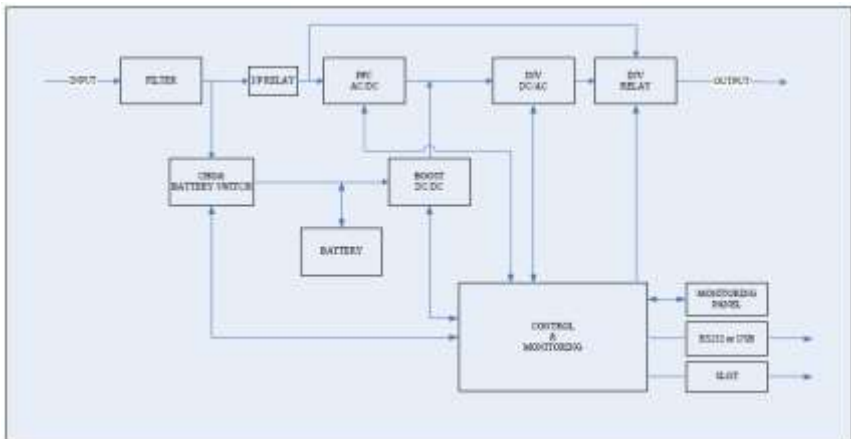 INPUT
FILTER
I/P RELAY
PFC
AC/DC
INV
DC/AC
INV
RELAY
OUTPUT
BATTERY SWITCH
BOOST
DC/DC
BATTERY
CONTROL
&
MONITORING
MONITORING
PANEL
RS232 or USB
SLOT